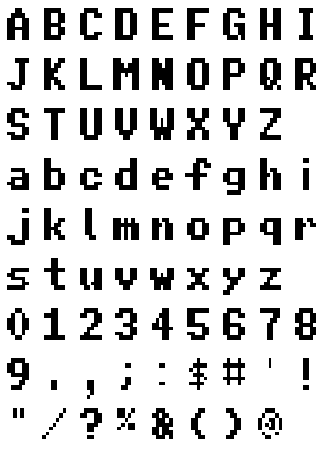 A B C D E F G H I
J K L M N O P Q R
S T U V W X Y Z
a b c d e f g h i
j k l m n o p q r
s t u v w x y z
0 1 2 3 4 5 6 7 8
9 . , ; : $ # ' !
" / ? % & ( ) @